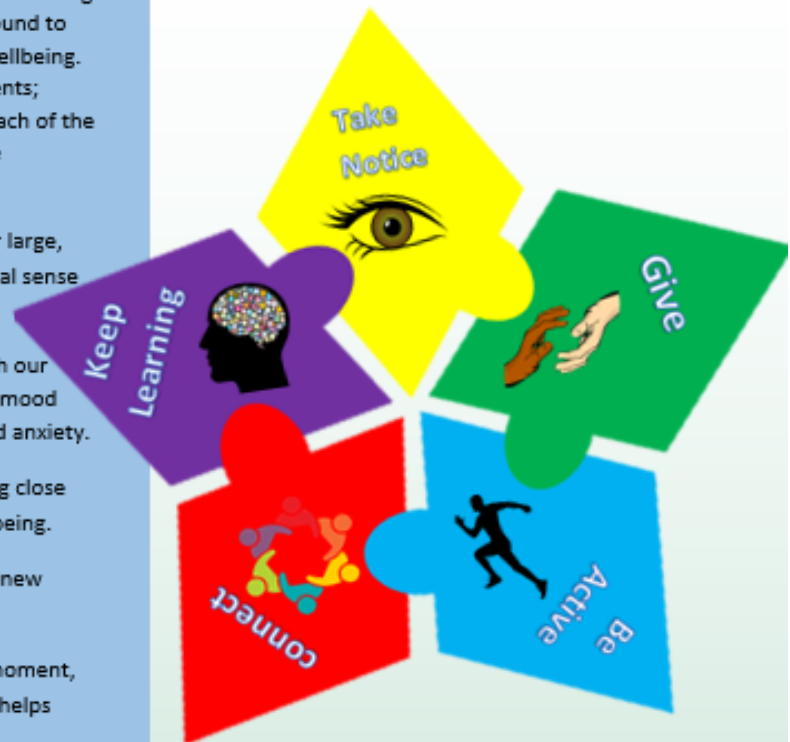 ound to
ellbeing.
ents;
ach of the
large,
al sense
h our
mood
d anxiety.
g close
being.
new
noment,
helps
Take
Notice
Give
Be
Active
connect
Keep
Learning